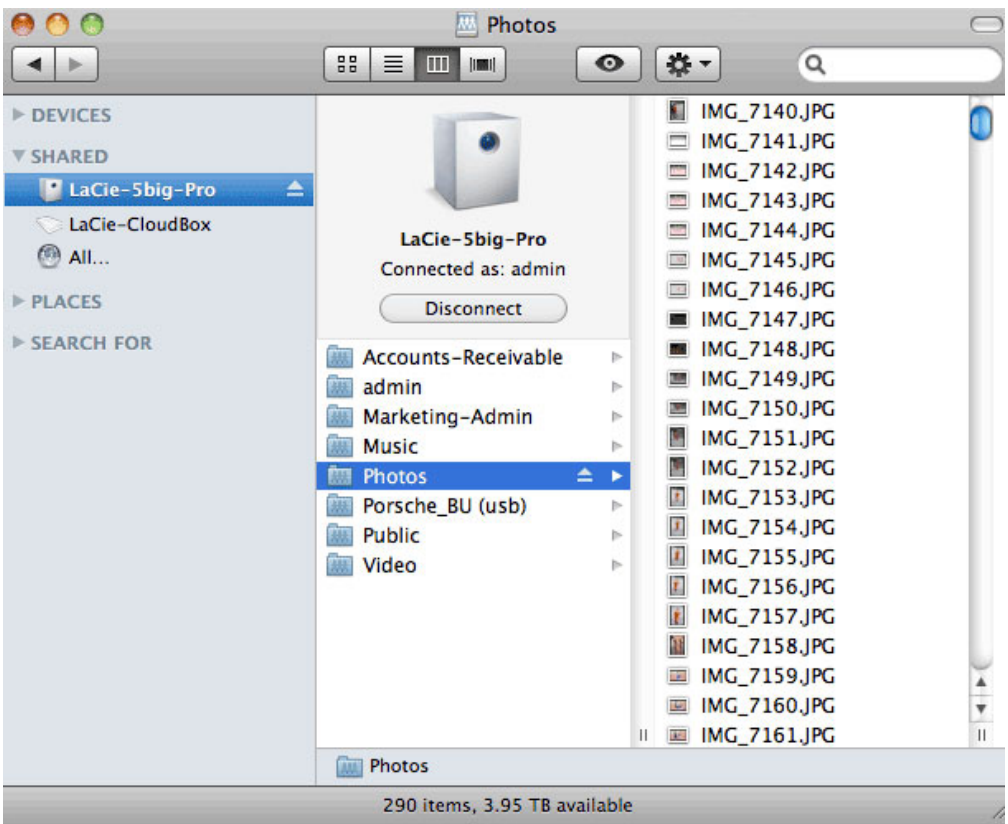 Photos
DEVICES
SHARED
LaCie-5big-Pro
LaCie-CloudBox
All...
PLACES
SEARCH FOR
LaCie-5big-Pro
Connected as: admin
Disconnect
Accounts-Receivable
admin
Marketing-Admin
Music
Photos
Porsche_BU (usb)
Public
Video
IMG_7140.JPG
IMG_7141.JPG
IMG_7142.JPG
IMG_7143.JPG
IMG_7144.JPG
IMG_7145.JPG
IMG_7146.JPG
IMG_7147.JPG
IMG_7148.JPG
IMG_7149.JPG
IMG_7150.JPG
IMG_7151.JPG
IMG_7152.JPG
IMG_7153.JPG
IMG_7154.JPG
IMG_7155.JPG
IMG_7156.JPG
IMG_7157.JPG
IMG_7158.JPG
IMG_7159.JPG
IMG_7160.JPG
IMG_7161.JPG
Photos
290 items, 3.95 TB available